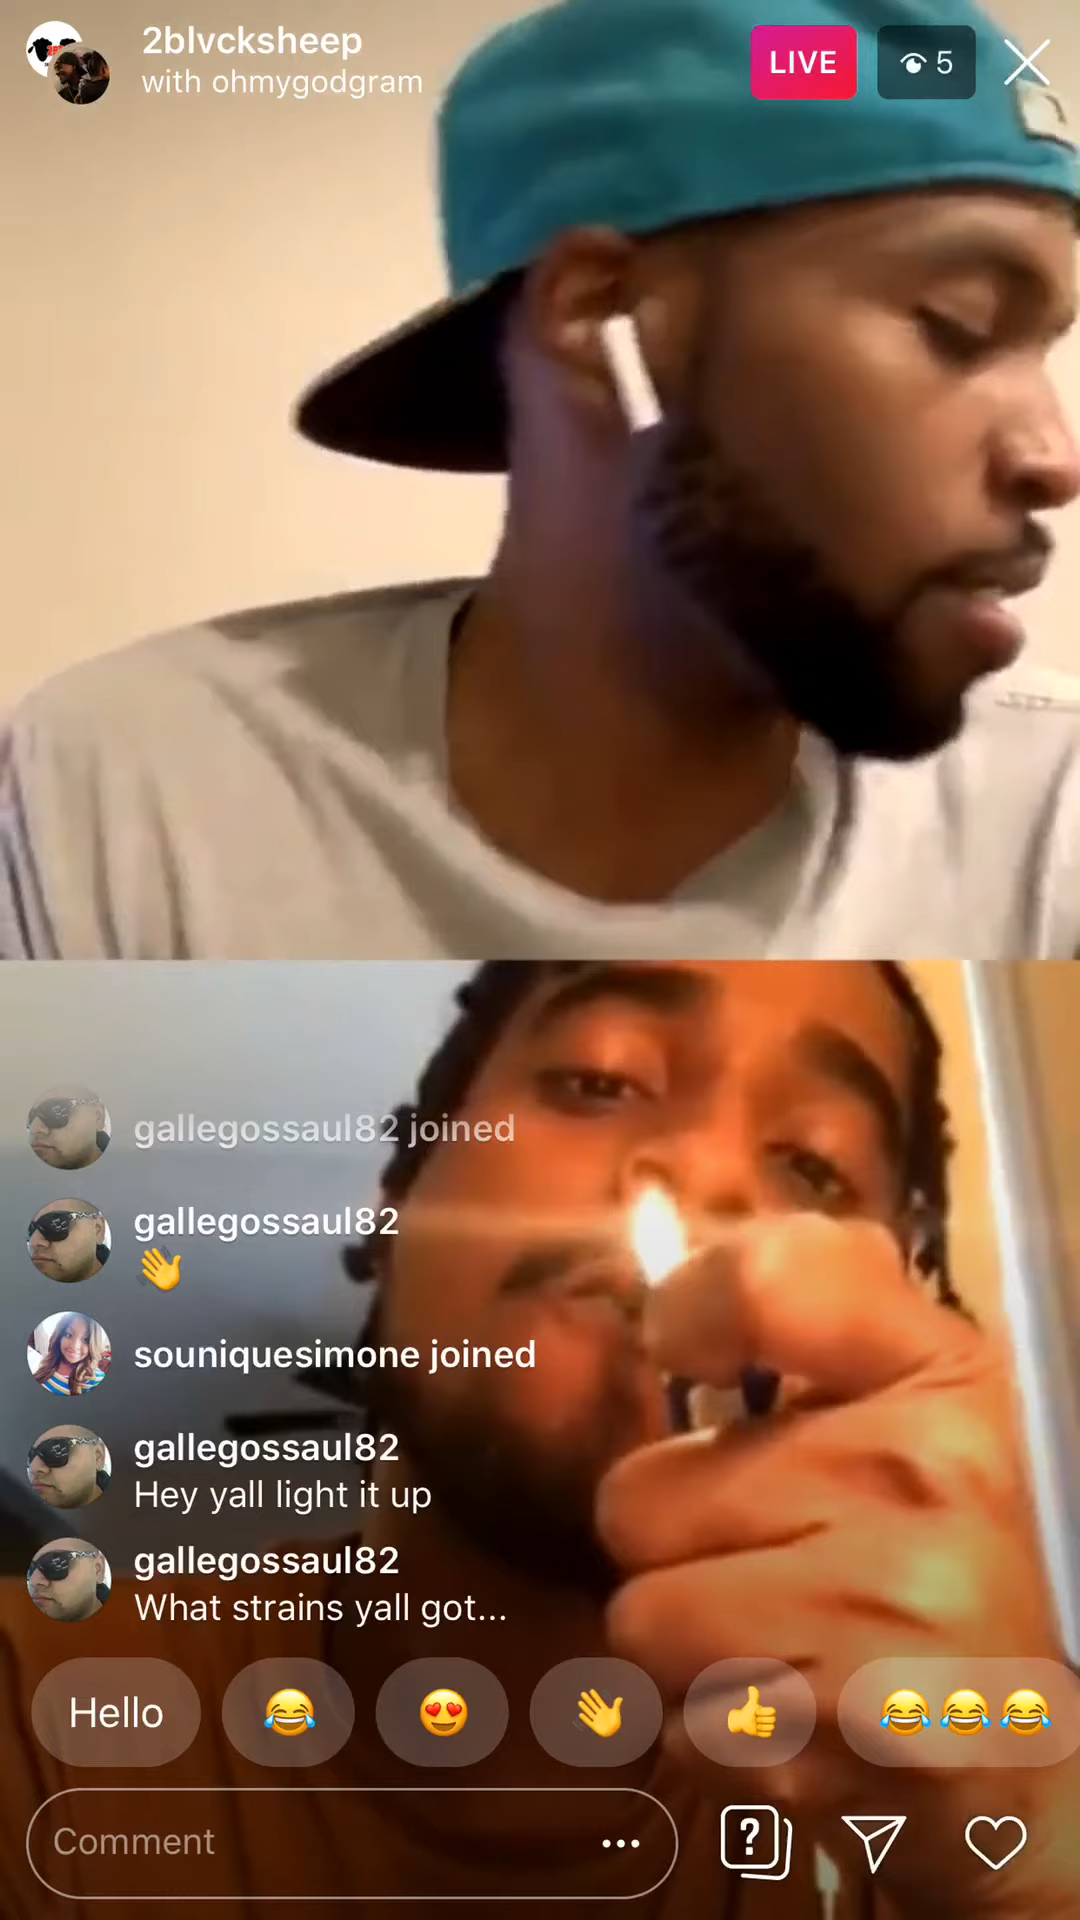 2blvcksheep
with ohmygodgram
LIVE
5
gallegossaul82 joined
gallegossaul82
👋
souniquesimone joined
gallegossaul82
Hey yall light it up
gallegossaul82
What strains yall got...
Hello 😂 😍 👋 👍 😂😂😂
Comment ...
?